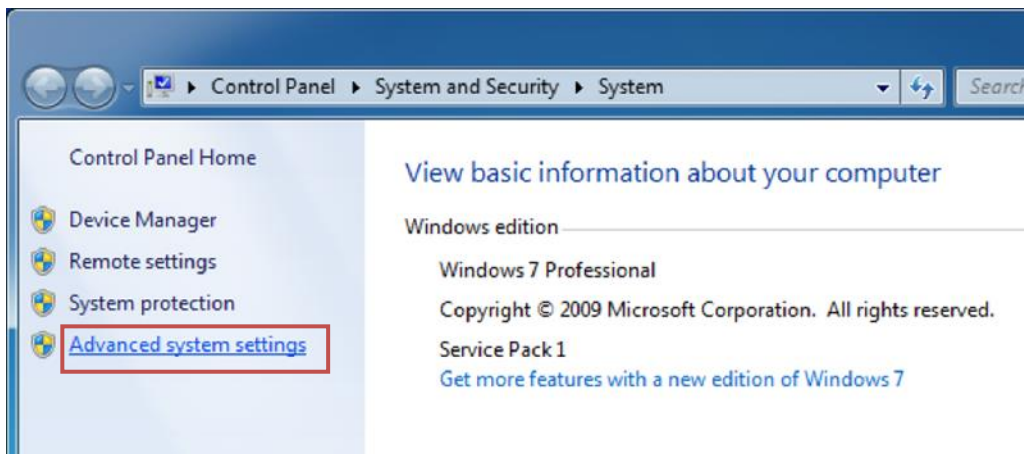 Control Panel ▸ System and Security ▸ System
Search
Control Panel Home
Device Manager
Remote settings
System protection
Advanced system settings
View basic information about your computer
Windows edition
Windows 7 Professional
Copyright © 2009 Microsoft Corporation. All rights reserved.
Service Pack 1
Get more features with a new edition of Windows 7